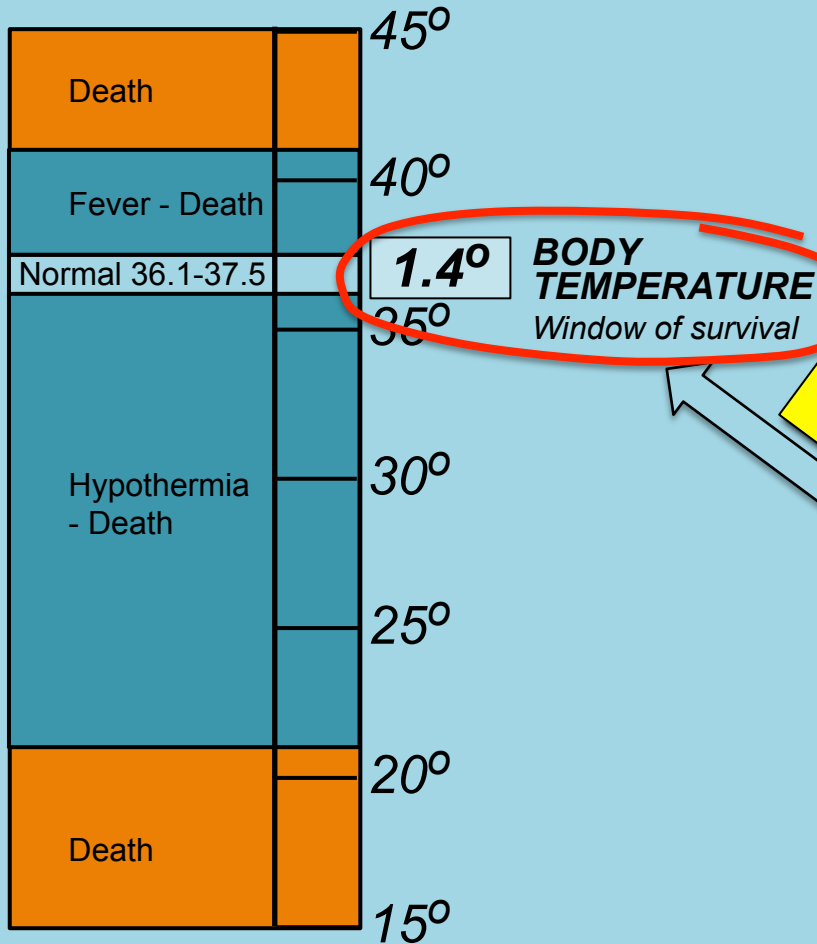 45º
Death
40º
Fever - Death
Normal 36.1-37.5
1.4º
BODY
TEMPERATURE
Window of survival
35º
30º
Hypothermia
- Death
25º
20º
Death
15º